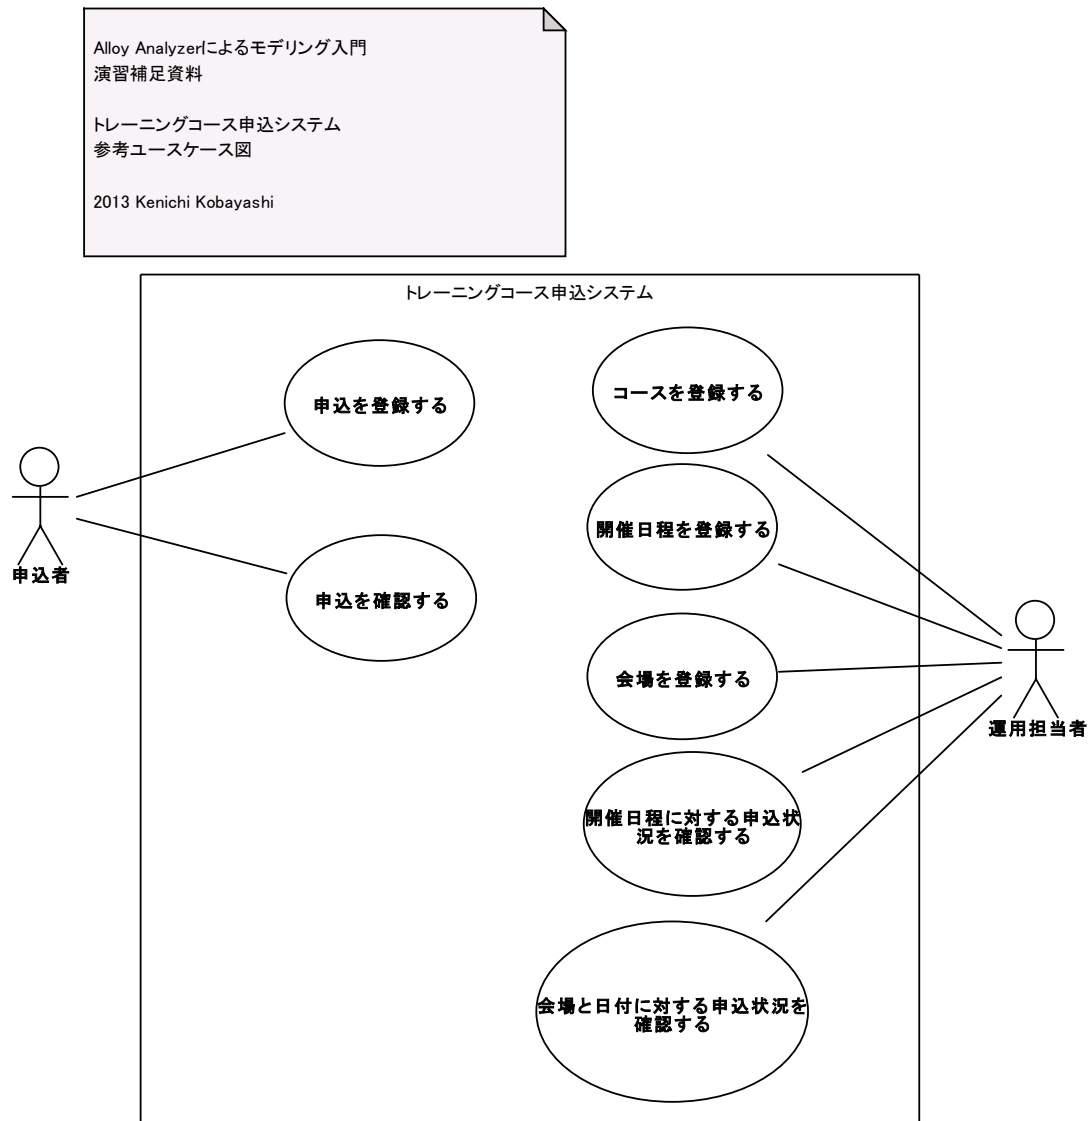 Alloy Analyzerによるモデリング入門
演習補足資料
トレーニングコース申込システム
参考ユースケース図
2013 Kenichi Kobayashi
トレーニングコース申込システム
申込を登録する
コースを登録する
開催日程を登録する
申込者
申込を確認する
会場を登録する
運用担当者
開催日程に対する申込状
況を確認する
会場と日付に対する申込状況を
確認する